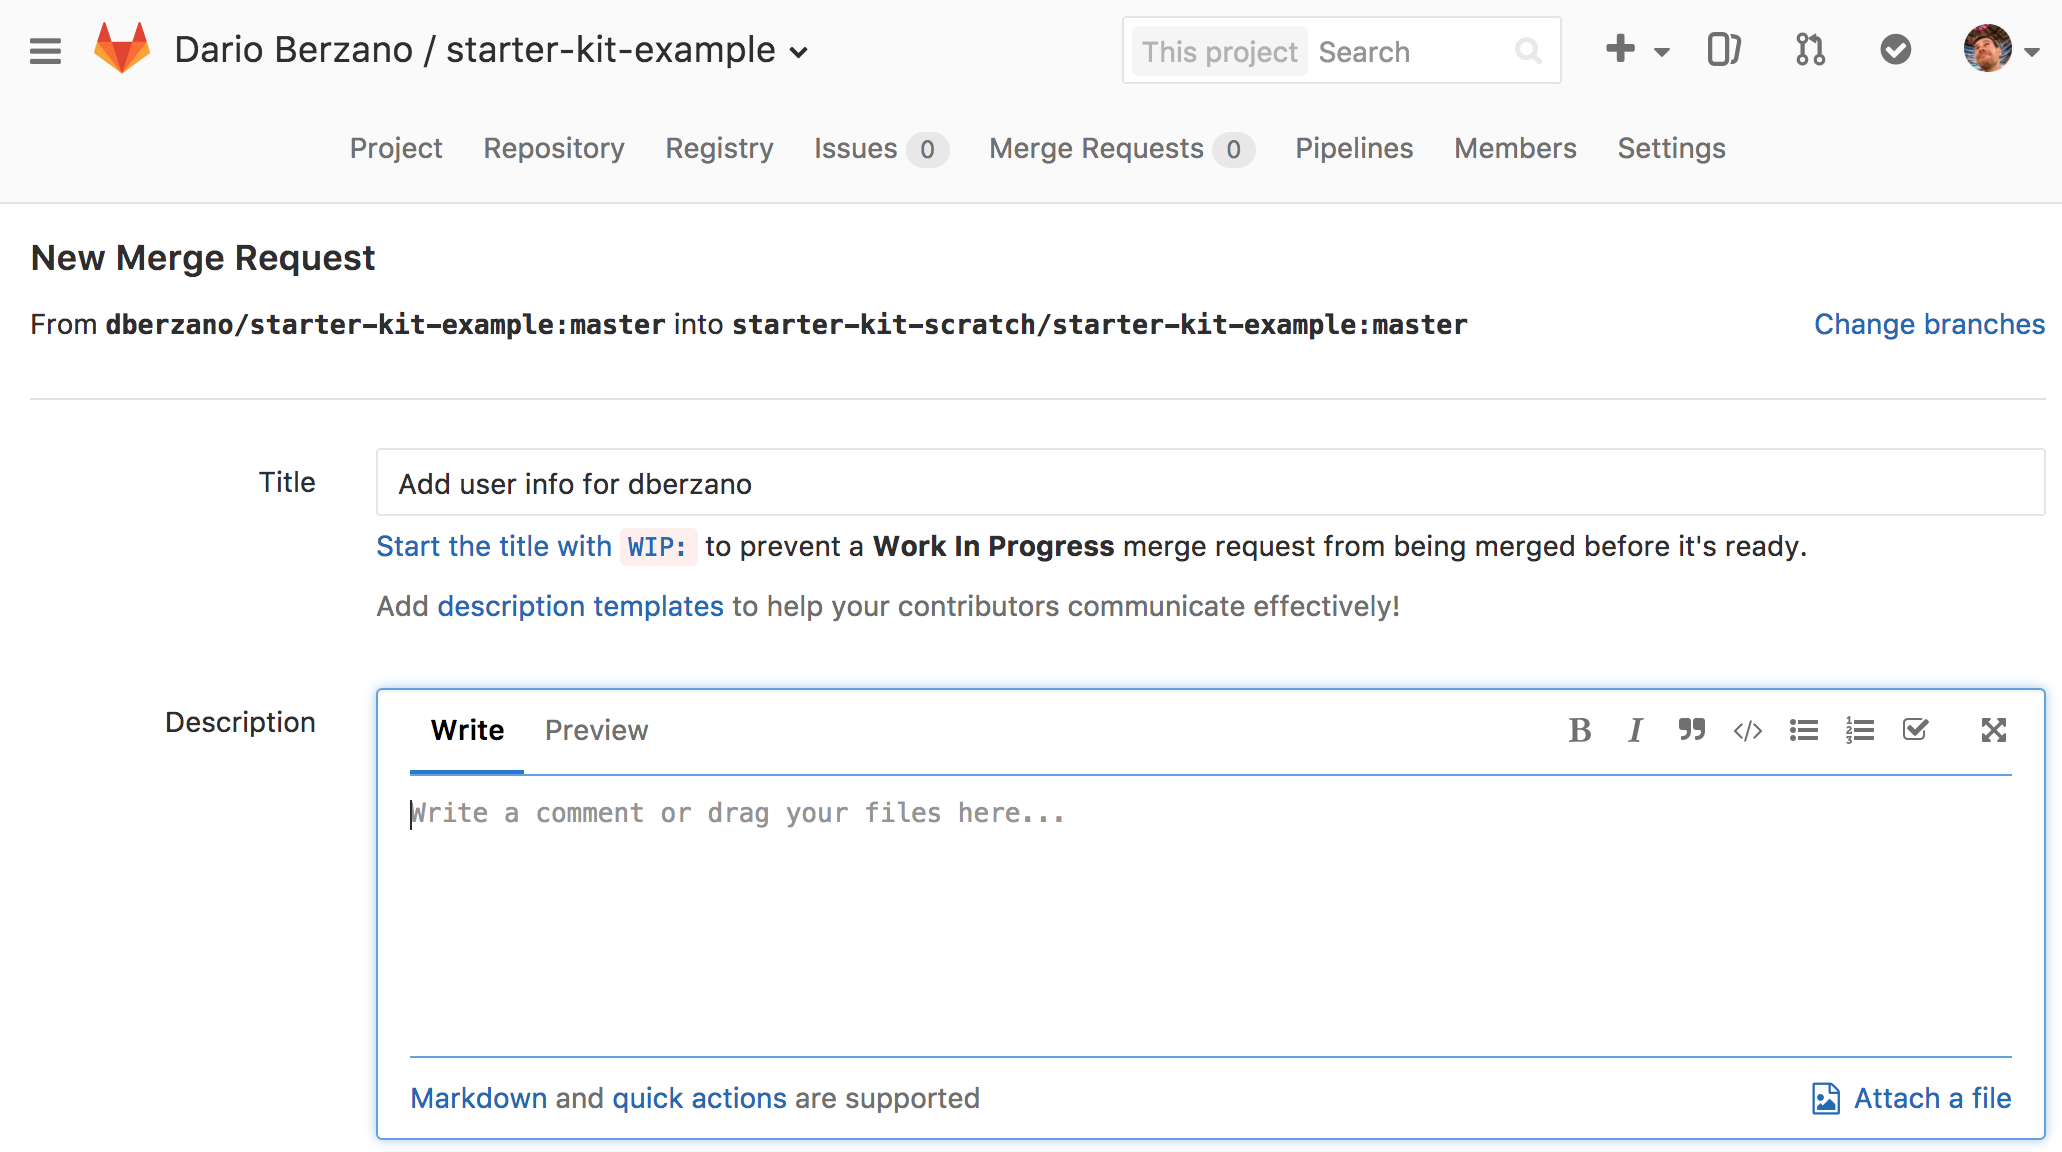 Dario Berzano / starter-kit-example
This project Search
Project Repository Registry Issues 0 Merge Requests 0 Pipelines Members Settings
New Merge Request
From dberzano/starter-kit-example:master into starter-kit-scratch/starter-kit-example:master
Change branches
Title
Add user info for dberzano
Start the title with WIP: to prevent a Work In Progress merge request from being merged before it's ready.
Add description templates to help your contributors communicate effectively!
Description
Write Preview
Write a comment or drag your files here...
Markdown and quick actions are supported
Attach a file